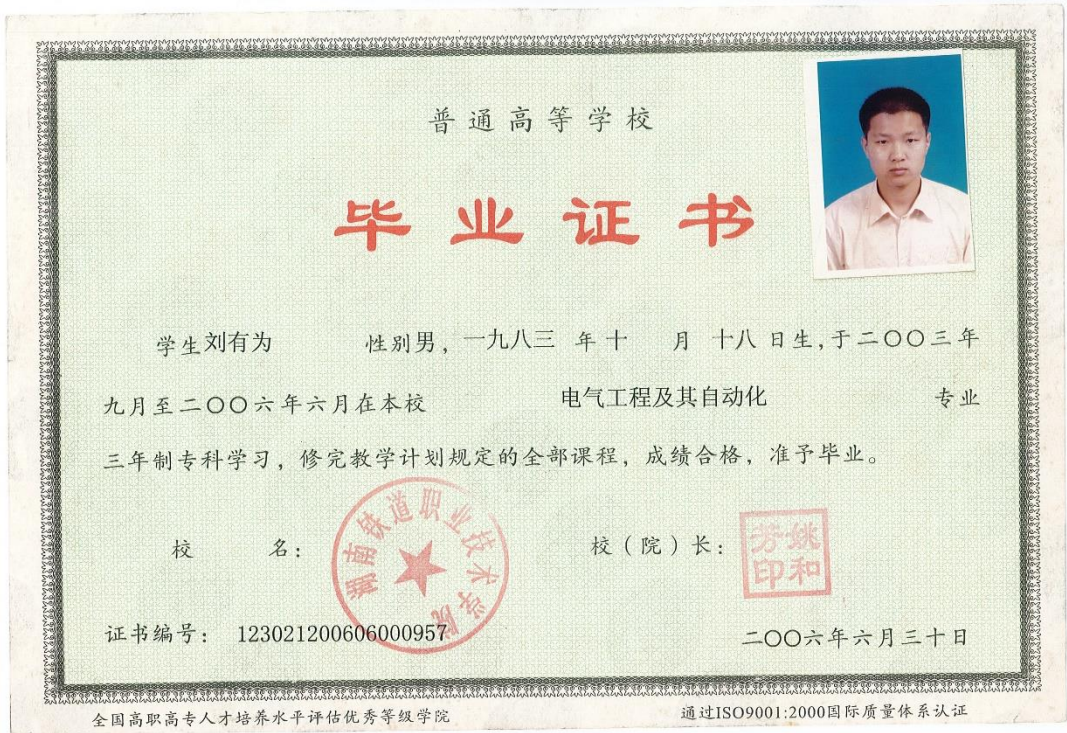 普通高等学校
毕业证书
学生刘有为 性别男，一九八三 年 十 月 十八 日生，于二〇〇三年
九月至二〇〇六年六月在本校 电气工程及其自动化 专业
三年制专科学习，修完教学计划规定的全部课程，成绩合格，准予毕业。
校 名：
湖南铁道职业技术学院
校（院）长：
姚和芳印
证书编号： 123021200606000957
二〇〇六年六月三十日
全国高职高专人才培养水平评估优秀等级学院
通过ISO9001:2000国际质量体系认证